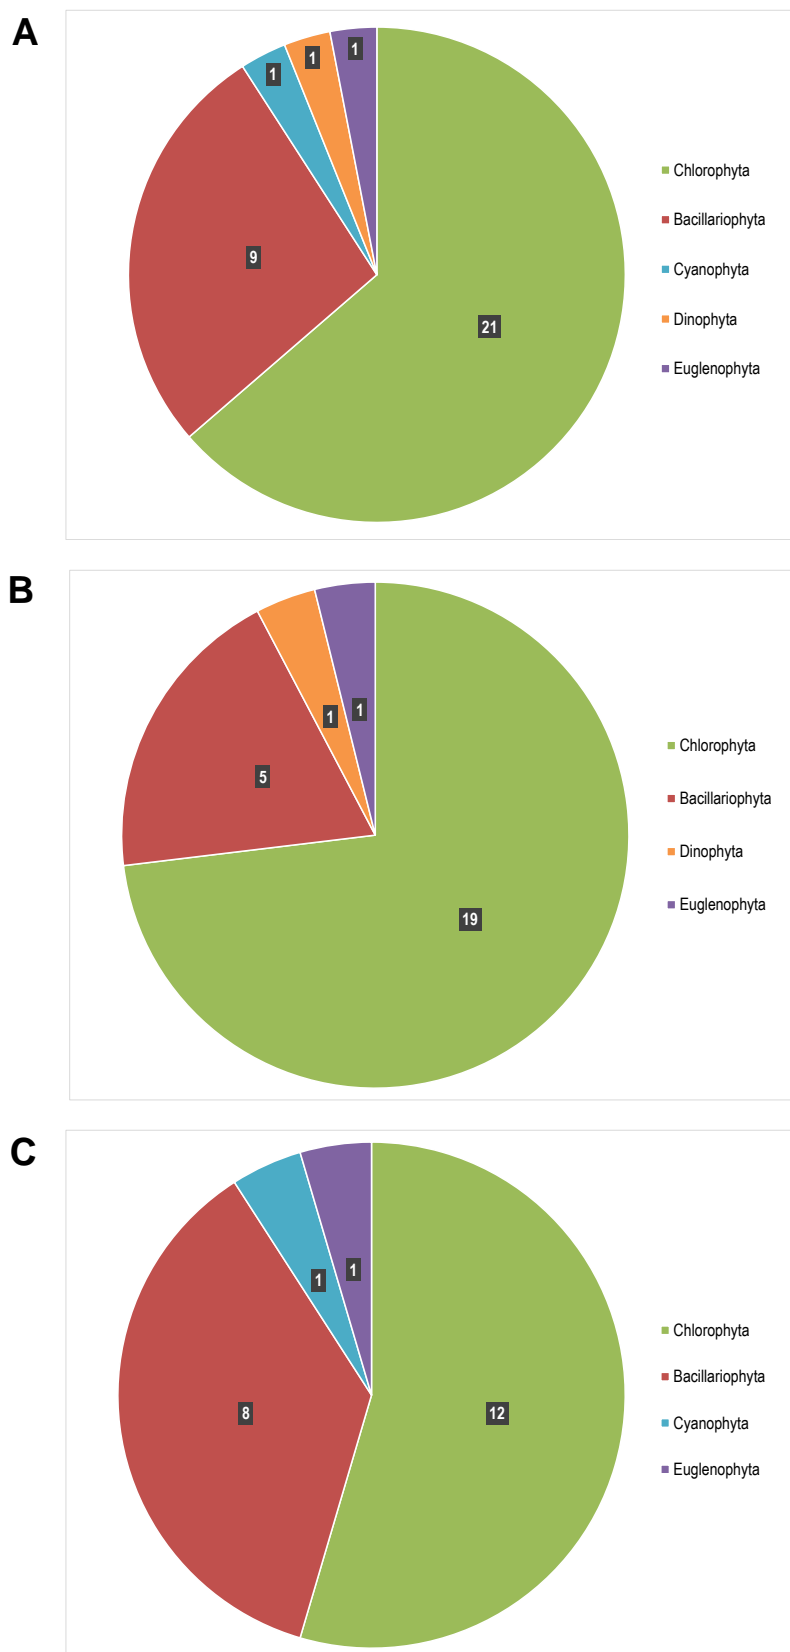 A
1
1
1
9
21
Chlorophyta
Bacillariophyta
Cyanophyta
Dinophyta
Euglenophyta
B
1
1
5
19
Chlorophyta
Bacillariophyta
Dinophyta
Euglenophyta
C
1
1
8
12
Chlorophyta
Bacillariophyta
Cyanophyta
Euglenophyta